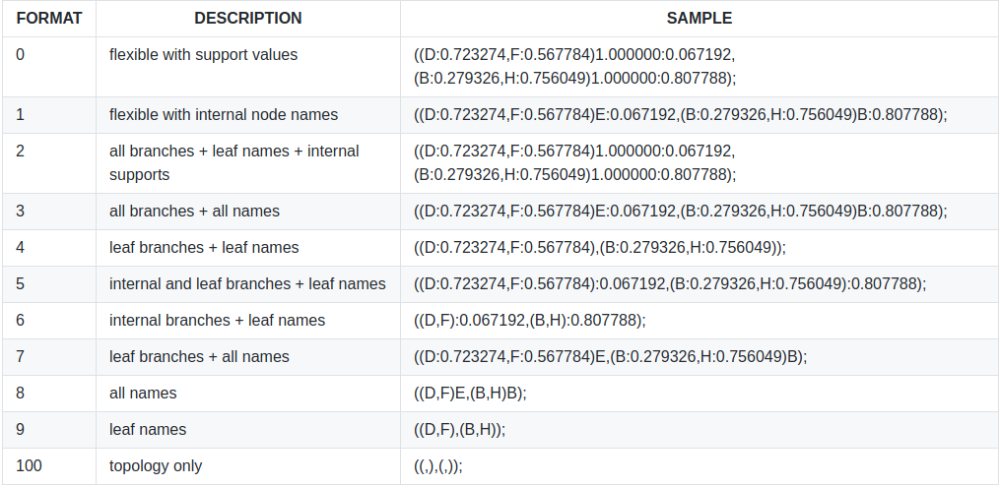 FORMAT DESCRIPTION SAMPLE
0 flexible with support values ((D:0.723274,F:0.567784)1.000000:0.067192,
(B:0.279326,H:0.756049)1.000000:0.807788);
1 flexible with internal node names ((D:0.723274,F:0.567784)E:0.067192,(B:0.279326,H:0.756049)B:0.807788);
2 all branches + leaf names + internal ((D:0.723274,F:0.567784)1.000000:0.067192,
supports (B:0.279326,H:0.756049)1.000000:0.807788);
3 all branches + all names ((D:0.723274,F:0.567784)E:0.067192,(B:0.279326,H:0.756049)B:0.807788);
4 leaf branches + leaf names ((D:0.723274,F:0.567784),(B:0.279326,H:0.756049));
5 internal and leaf branches + leaf names ((D:0.723274,F:0.567784):0.067192,(B:0.279326,H:0.756049):0.807788);
6 internal branches + leaf names ((D,F):0.067192,(B,H):0.807788);
7 leaf branches + all names ((D:0.723274,F:0.567784)E,(B:0.279326,H:0.756049)B);
8 all names ((D,F)E,(B,H)B);
9 leaf names ((D,F),(B,H));
100 topology only ((,),(,));